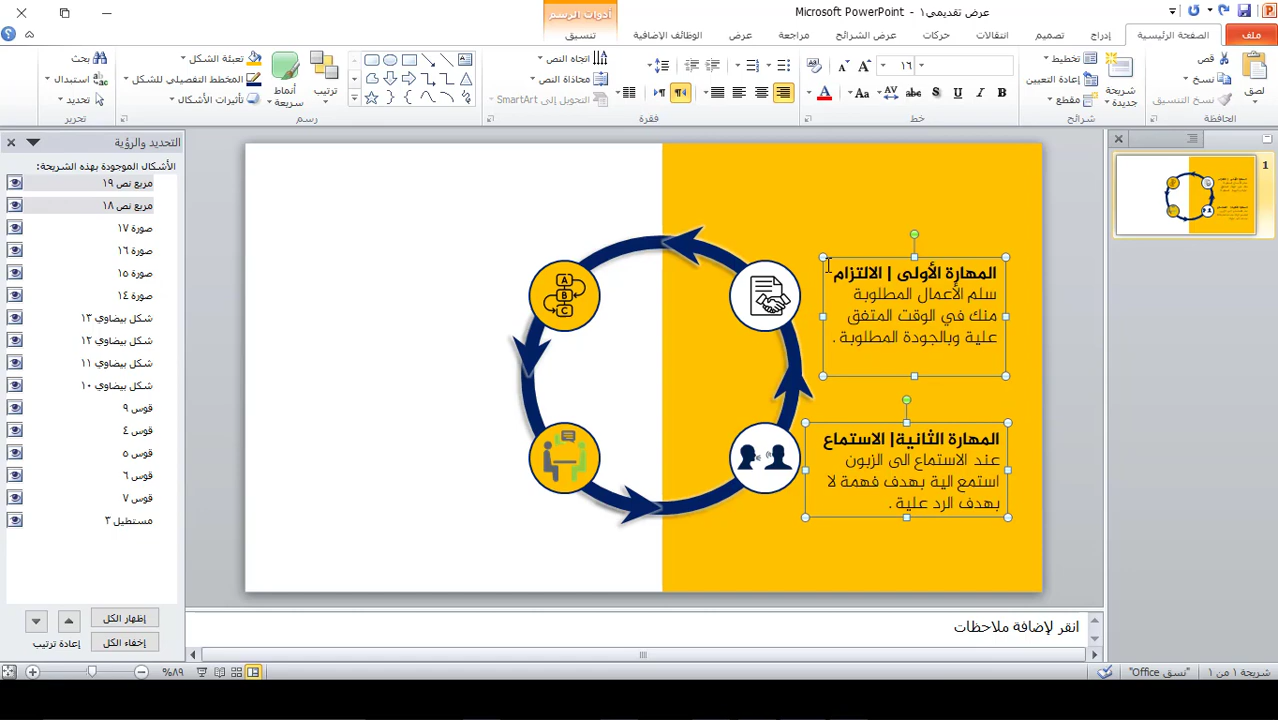 عرض تقديمي١ - Microsoft PowerPoint
أدوات الرسم
ملف
الصفحة الرئيسية
إدراج
تصميم
انتقالات
حركات
عرض الشرائح
مراجعة
عرض
الوظائف الإضافية
تنسيق
لصق
قص
نسخ
نسخ التنسيق
الحافظة
شريحة جديدة
تخطيط
إعادة التعيين
مقطع
شرائح
١٦
خط
اتجاه النص
محاذاة النص
التحويل إلى SmartArt
فقرة
ترتيب
أنماط سريعة
تعبئة الشكل
المخطط التفصيلي للشكل
تأثيرات الأشكال
رسم
بحث
استبدال
تحديد
تحرير
التحديد والرؤية
الأشكال الموجودة بهذه الشريحة:
مربع نص ١٩
مربع نص ١٨
صورة ١٧
صورة ١٦
صورة ١٥
صورة ١٤
شكل بيضاوي ١٣
شكل بيضاوي ١٢
شكل بيضاوي ١١
شكل بيضاوي ١٠
قوس ٩
قوس ٤
قوس ٥
قوس ٦
قوس ٧
مستطيل ٣
إظهار الكل
إخفاء الكل
إعادة ترتيب
1
المهارة الأولى | الالتزام
سلم الأعمال المطلوبة
منك في الوقت المتفق
علية وبالجودة المطلوبة .
المهارة الثانية| الاستماع
عند الاستماع الى الزبون
استمع الية بهدف فهمة لا
بهدف الرد علية .
A
B
C
انقر لإضافة ملاحظات
شريحة ١ من ١
"نسق Office"
٨٩%